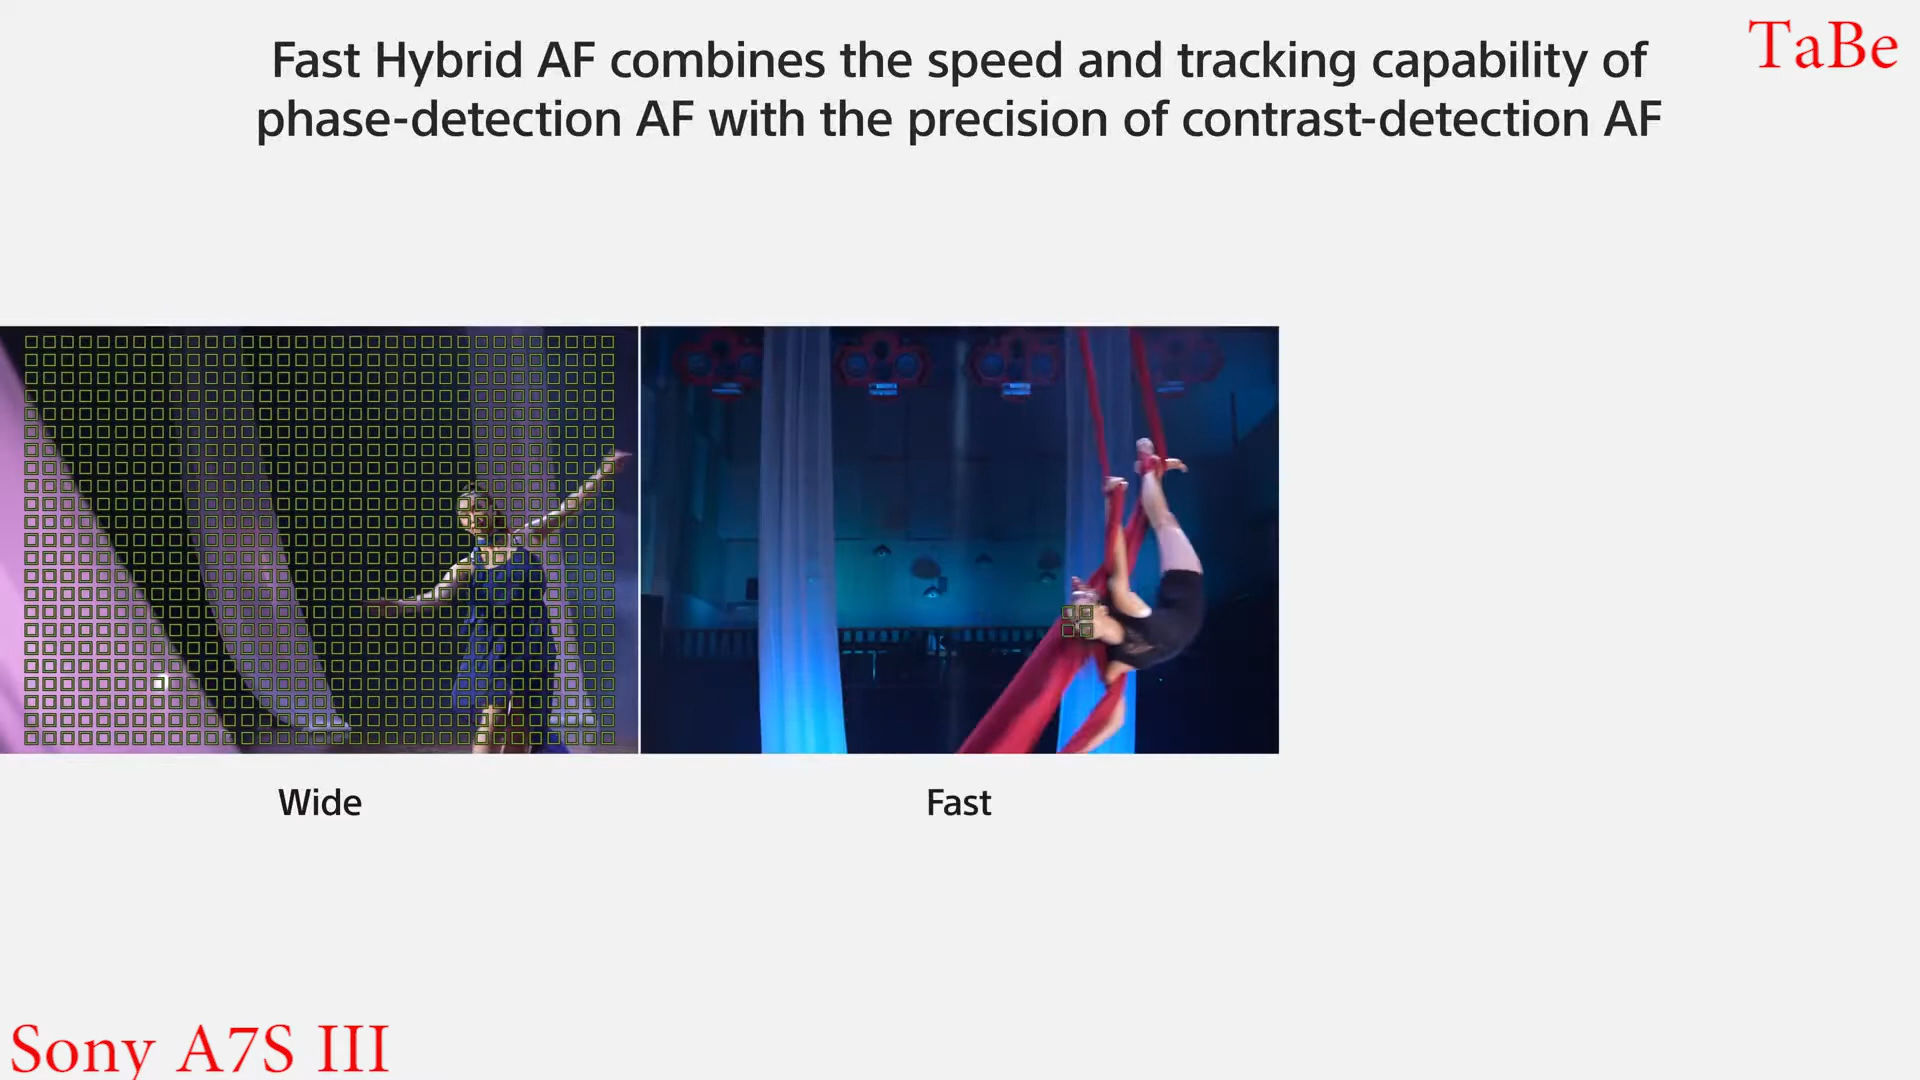 Fast Hybrid AF combines the speed and tracking capability of
phase-detection AF with the precision of contrast-detection AF
TaBe
Wide
Fast
Sony A7S III